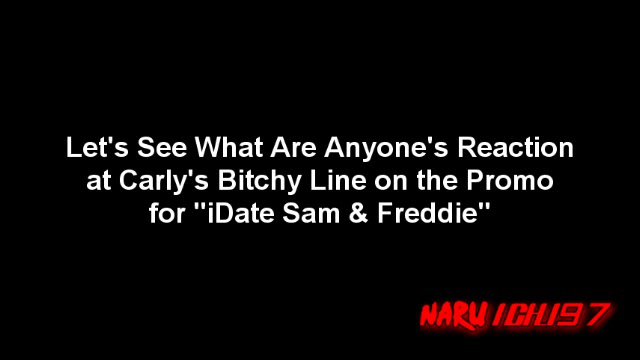 Let's See What Are Anyone's Reaction
at Carly's Bitchy Line on the Promo
for "iDate Sam & Freddie"
NARUICHI97